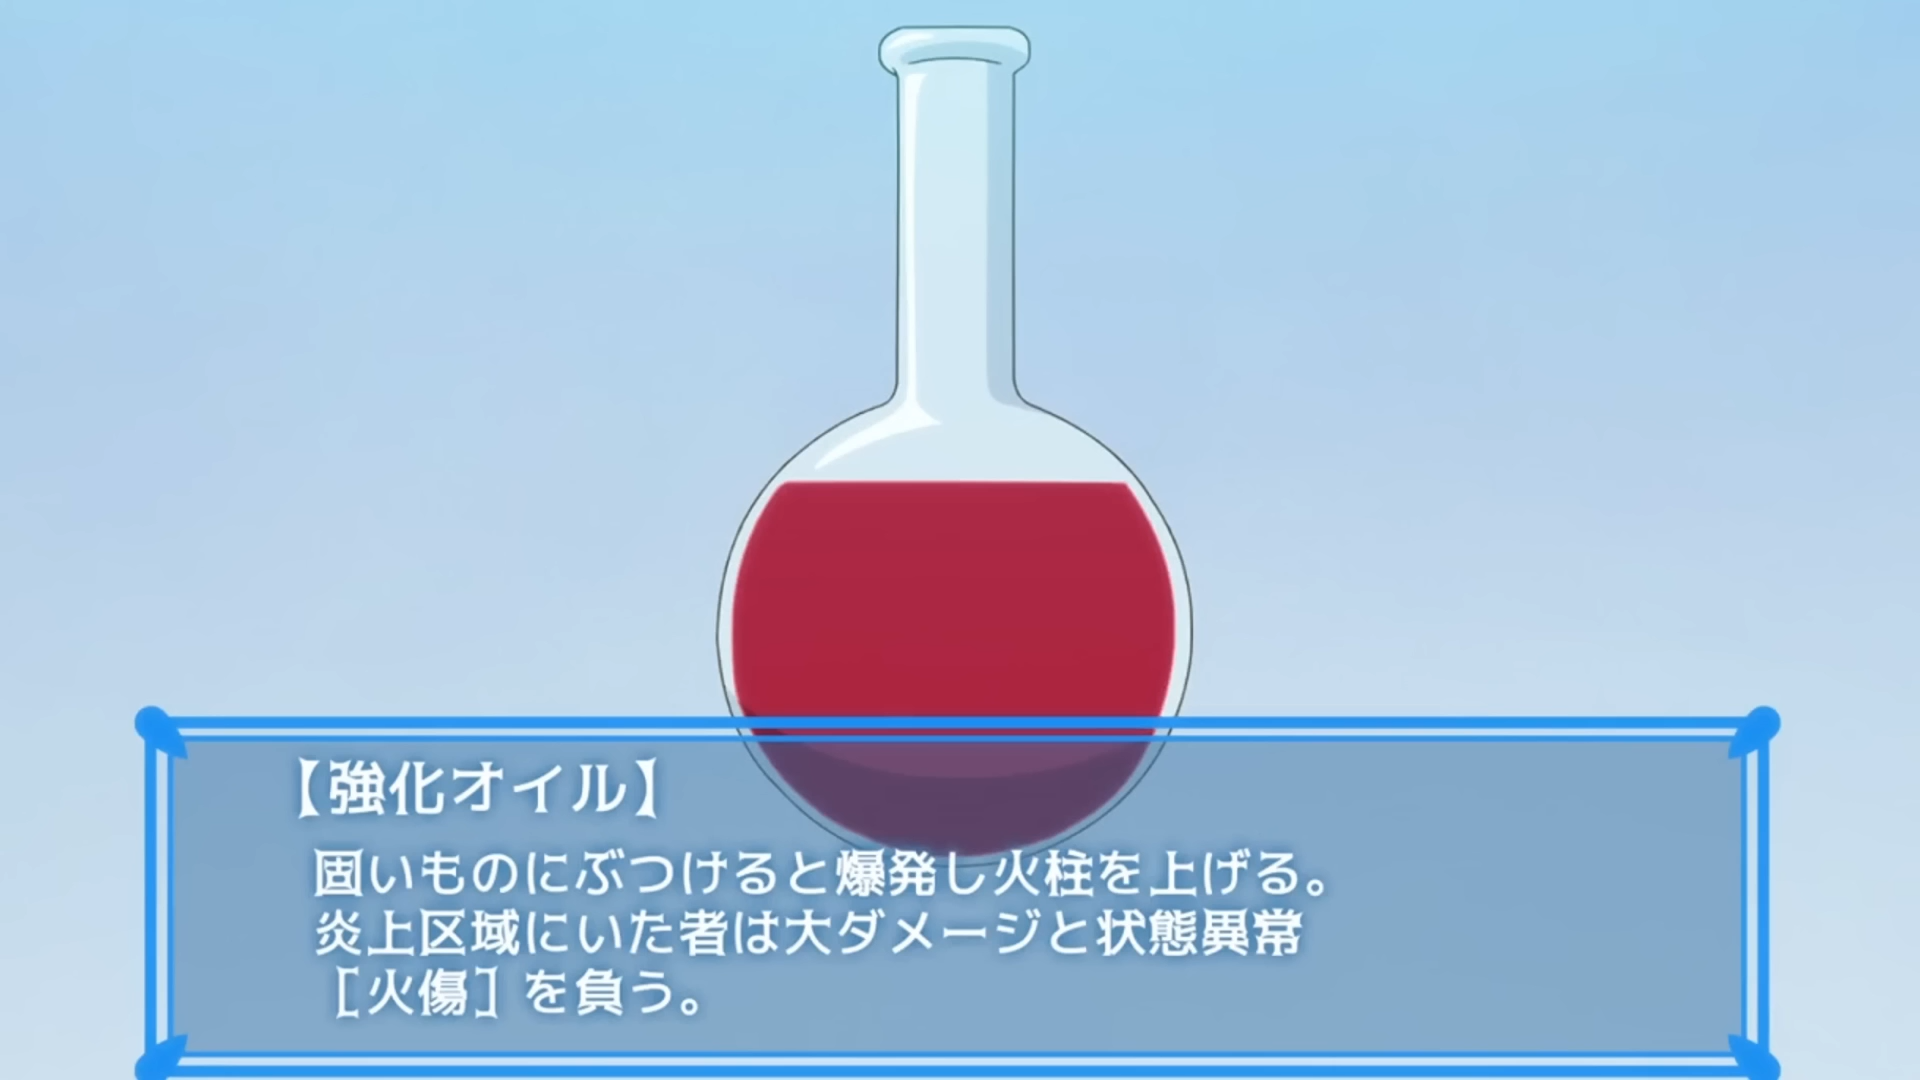 【強化オイル】
固いものにぶつけると爆発し火柱を上げる。
炎上区域にいた者は大ダメージと状態異常
［火傷］を負う。